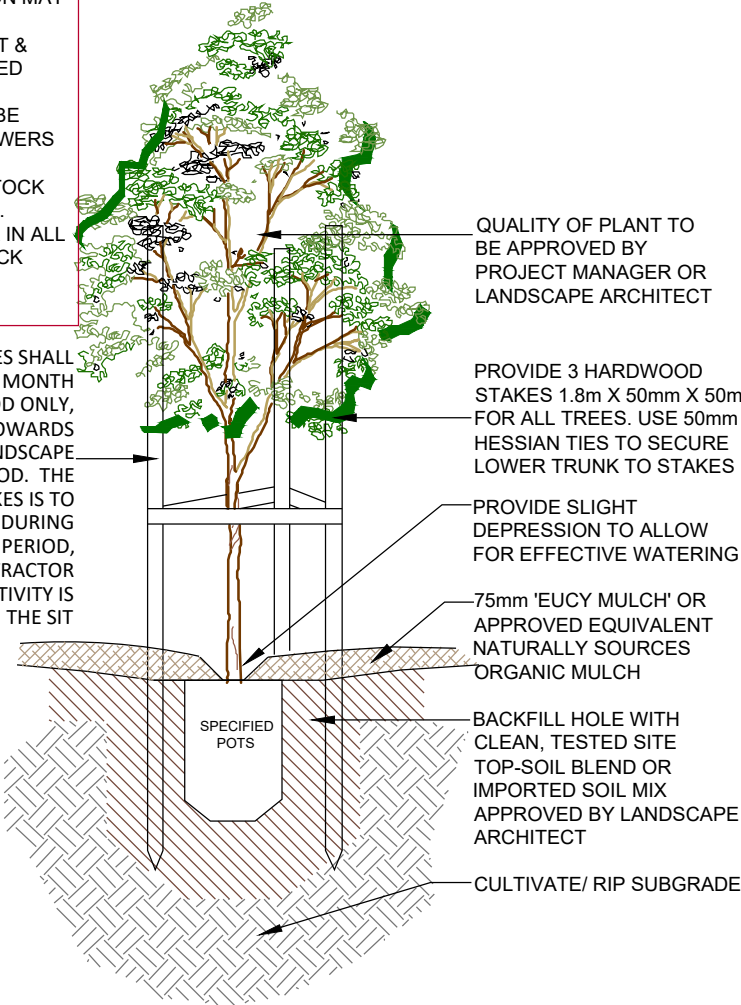 ON MAY
T &
ED
BE
WERS
TOCK
.
IN ALL
CK
ES SHALL
MONTH
OD ONLY,
OWARDS
NDSCAPE
OD. THE
KES IS TO
DURING
PERIOD,
RACTOR
TIVITY IS
THE SIT
QUALITY OF PLANT TO
BE APPROVED BY
PROJECT MANAGER OR
LANDSCAPE ARCHITECT
PROVIDE 3 HARDWOOD
STAKES 1.8m X 50mm X 50m
FOR ALL TREES. USE 50mm
HESSIAN TIES TO SECURE
LOWER TRUNK TO STAKES
PROVIDE SLIGHT
DEPRESSION TO ALLOW
FOR EFFECTIVE WATERING
75mm 'EUCY MULCH' OR
APPROVED EQUIVALENT
NATURALLY SOURCES
ORGANIC MULCH
SPECIFIED
POTS
BACKFILL HOLE WITH
CLEAN, TESTED SITE
TOP-SOIL BLEND OR
IMPORTED SOIL MIX
APPROVED BY LANDSCAPE
ARCHITECT
CULTIVATE/ RIP SUBGRADE